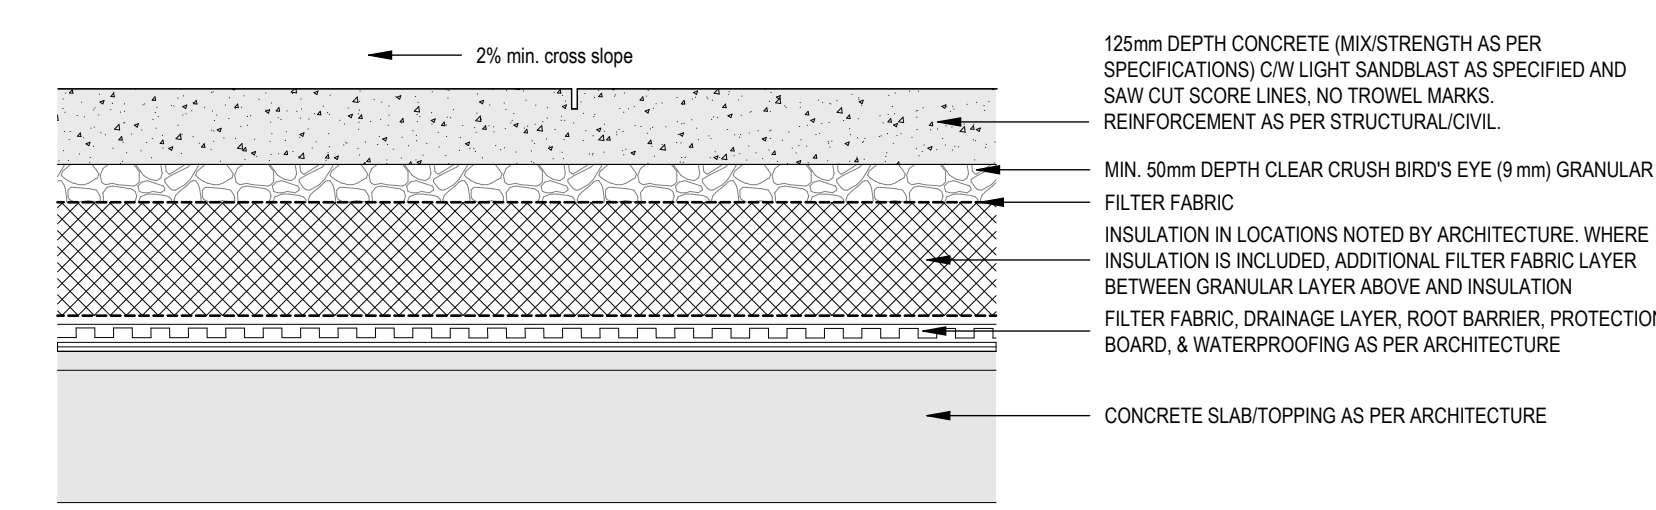 2% min. cross slope
125mm DEPTH CONCRETE (MIX/STRENGTH AS PER
SPECIFICATIONS) C/W LIGHT SANDBLAST AS SPECIFIED AND
SAW CUT SCORE LINES, NO TROWEL MARKS.
REINFORCEMENT AS PER STRUCTURAL/CIVIL.
MIN. 50mm DEPTH CLEAR CRUSH BIRD'S EYE (9 mm) GRANULAR
FILTER FABRIC
INSULATION IN LOCATIONS NOTED BY ARCHITECTURE. WHERE
INSULATION IS INCLUDED, ADDITIONAL FILTER FABRIC LAYER
BETWEEN GRANULAR LAYER ABOVE AND INSULATION
FILTER FABRIC, DRAINAGE LAYER, ROOT BARRIER, PROTECTION
BOARD, & WATERPROOFING AS PER ARCHITECTURE
CONCRETE SLAB/TOPPING AS PER ARCHITECTURE